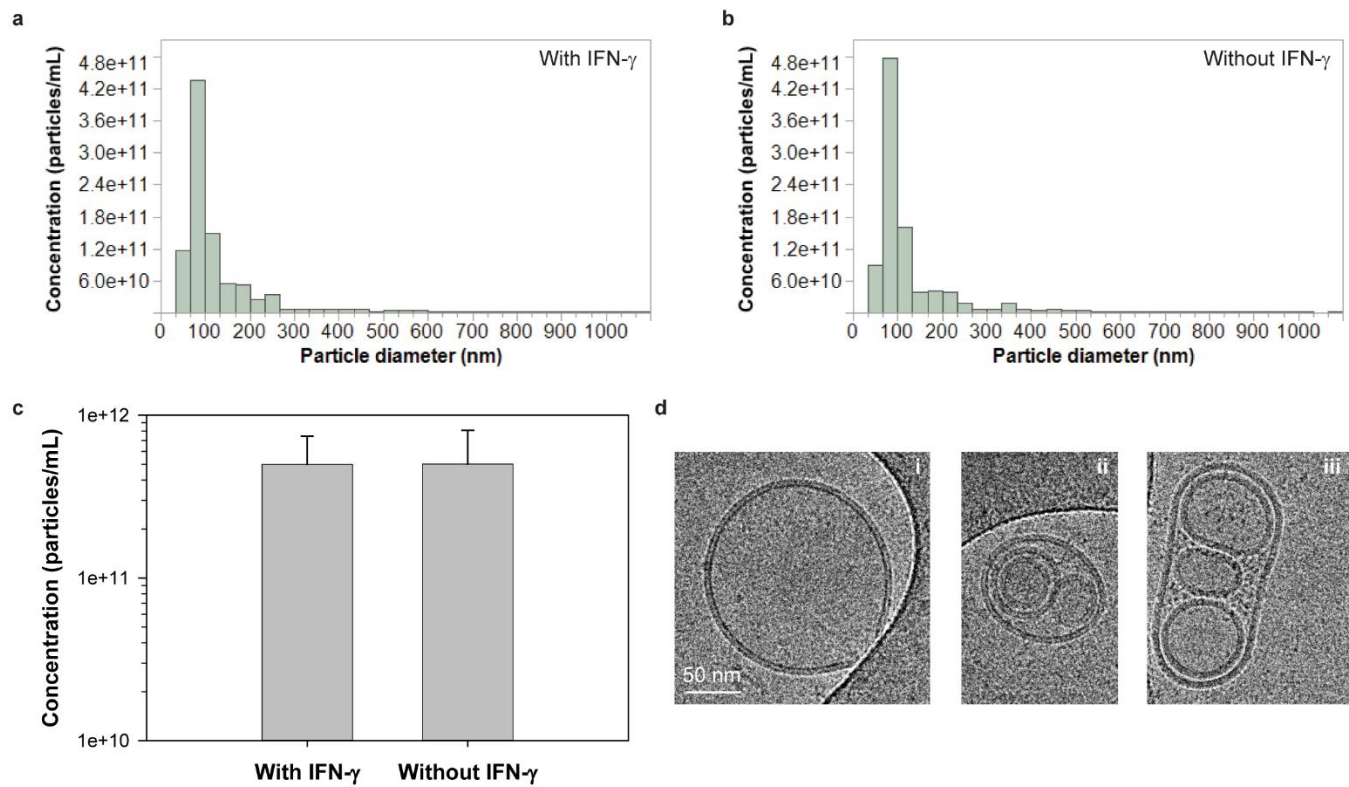 a
With IFN-γ
Concentration (particles/mL)
4.8e+11
4.2e+11
3.6e+11
3.0e+11
2.4e+11
1.8e+11
1.2e+11
6.0e+10
0 100 200 300 400 500 600 700 800 900 1000
Particle diameter (nm)
b
Without IFN-γ
Concentration (particles/mL)
4.8e+11
4.2e+11
3.6e+11
3.0e+11
2.4e+11
1.8e+11
1.2e+11
6.0e+10
0 100 200 300 400 500 600 700 800 900 1000
Particle diameter (nm)
c
Concentration (particles/mL)
1e+12
1e+11
1e+10
With IFN-γ Without IFN-γ
d
i ii iii
50 nm